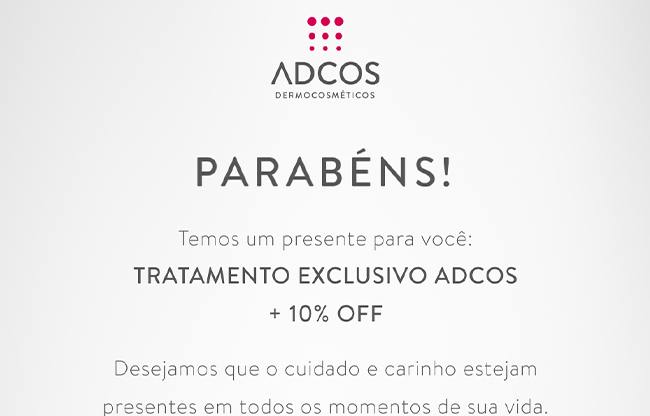 ADCOS
DERMOCOSMÉTICOS
PARABÉNS!
Temos um presente para você:
TRATAMENTO EXCLUSIVO ADCOS
+ 10% OFF
Desejamos que o cuidado e carinho estejam
presentes em todos os momentos de sua vida.